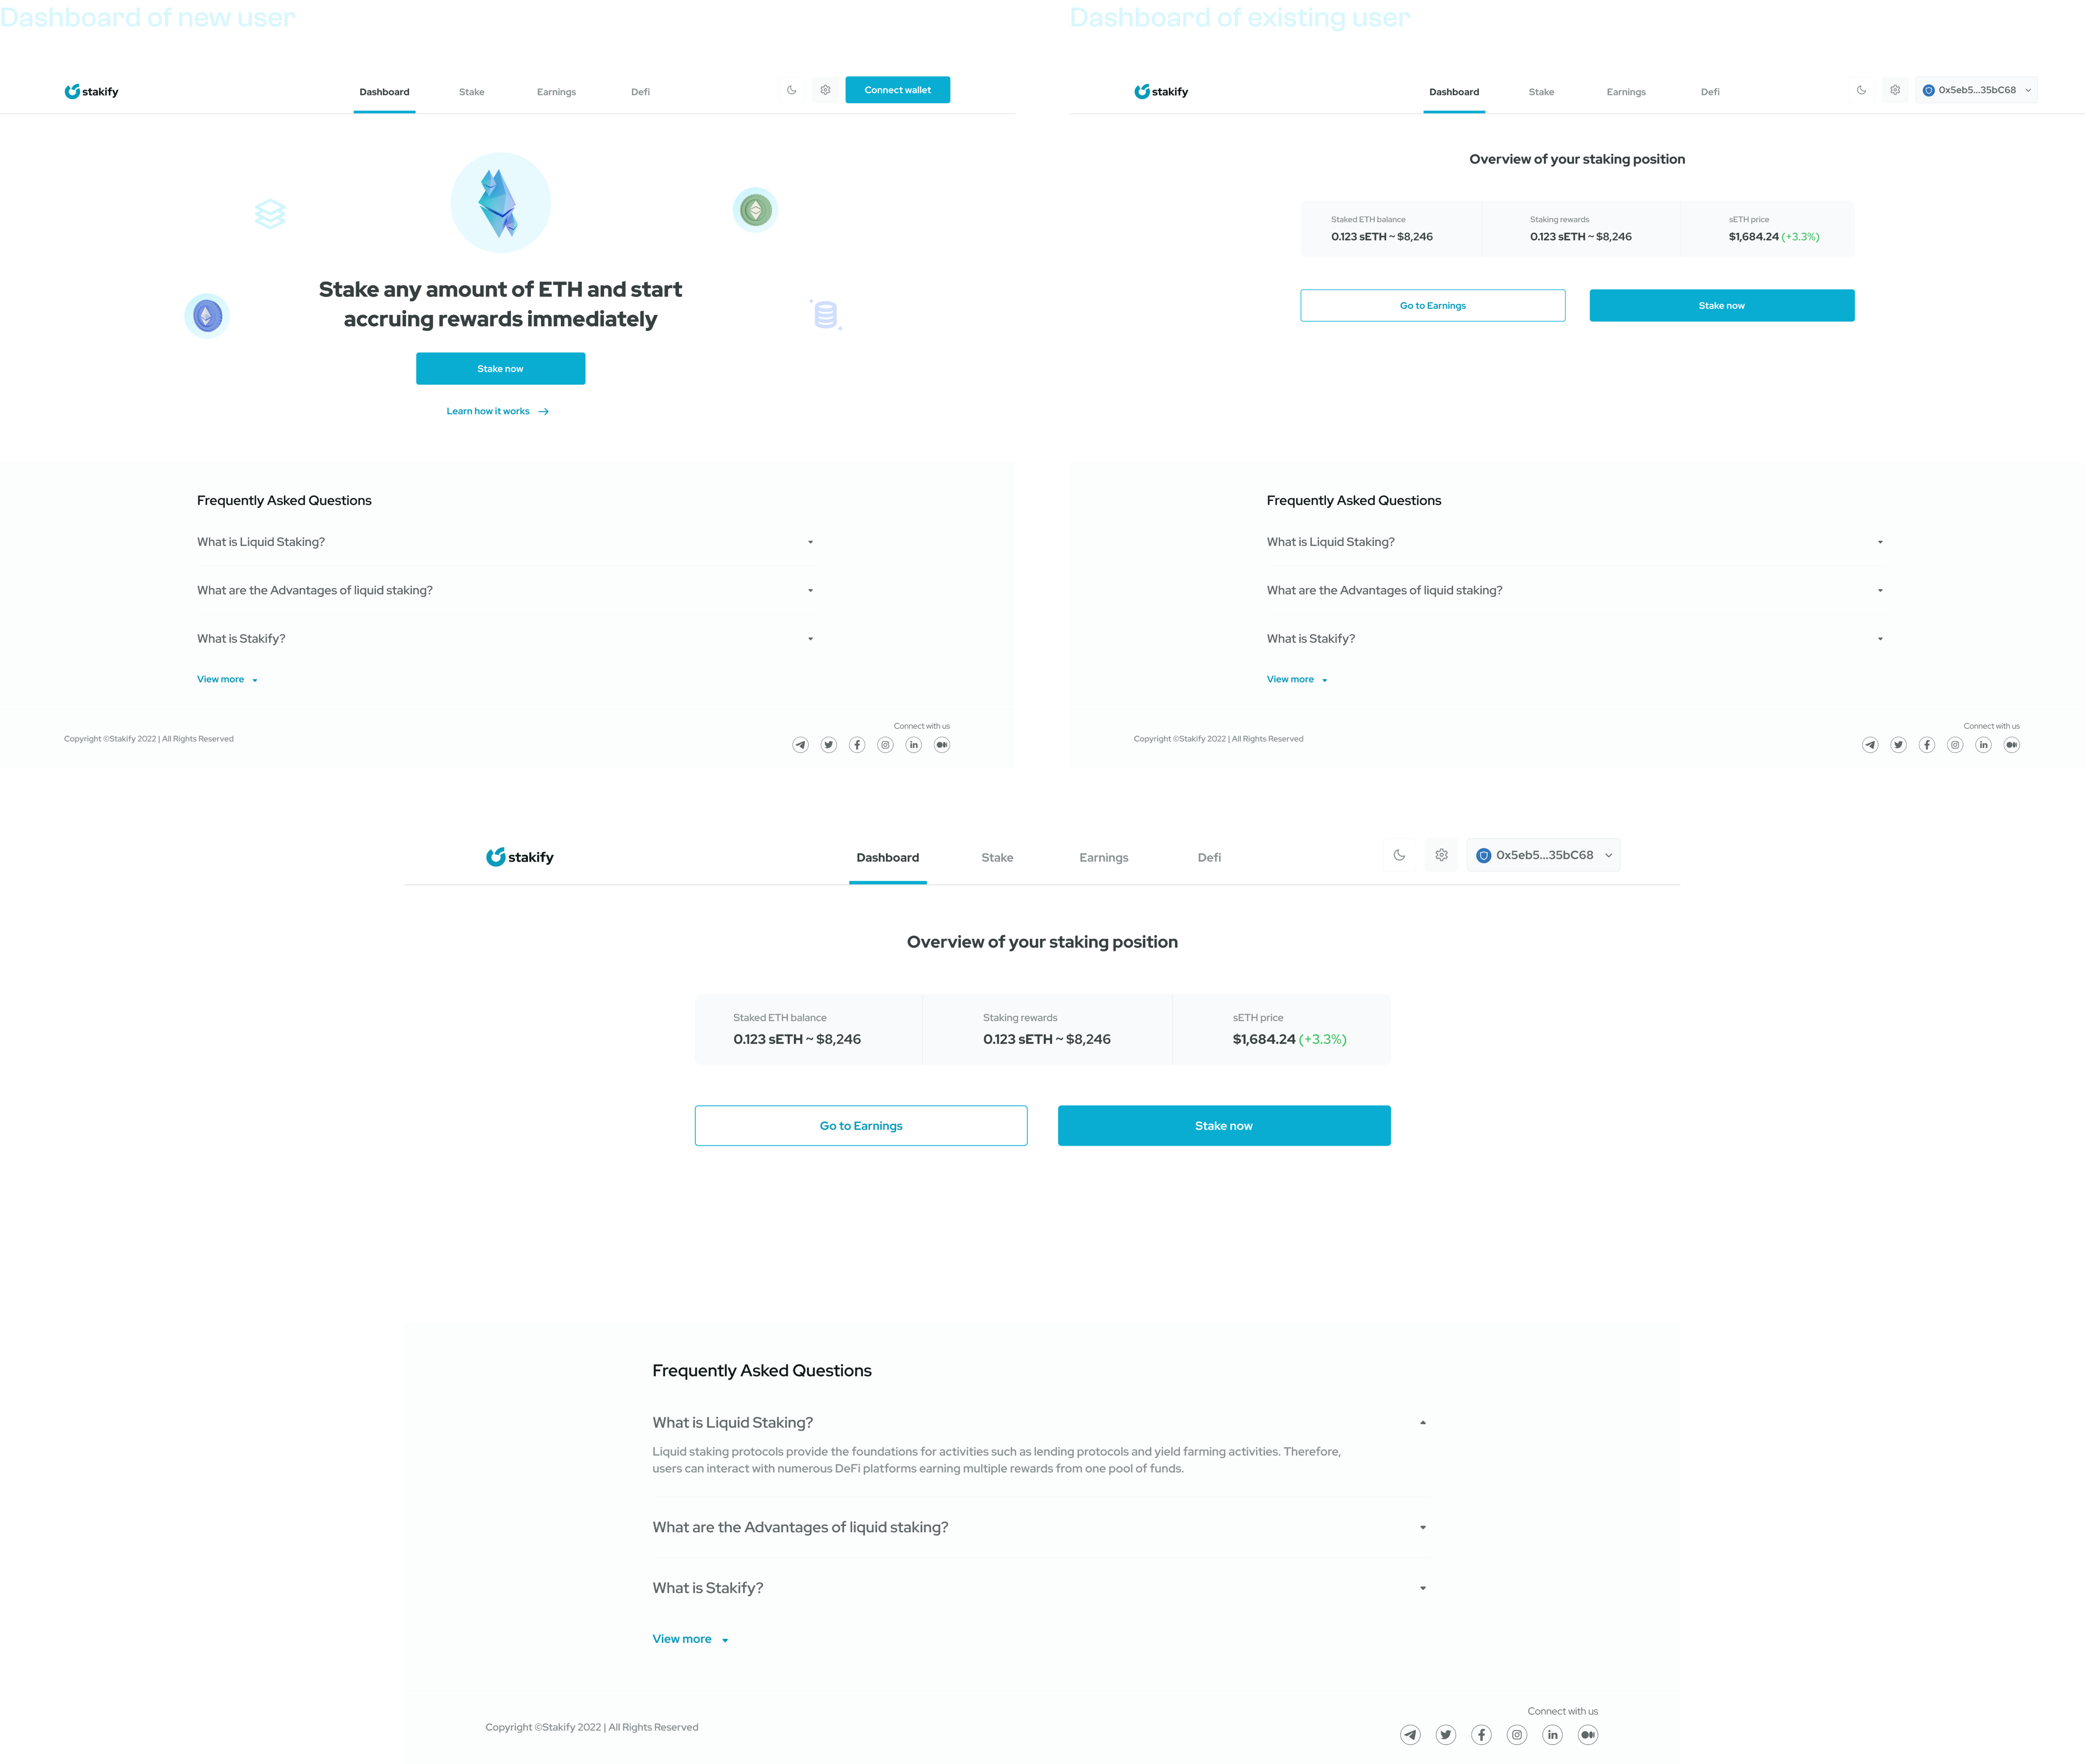 Dashboard of new user
stakify
Dashboard
Stake
Earnings
Defi
Connect wallet
Stake any amount of ETH and start
accruing rewards immediately
Stake now
Learn how it works
Frequently Asked Questions
What is Liquid Staking?
What are the Advantages of liquid staking?
What is Stakify?
View more
Connect with us
Copyright ©Stakify 2022 | All Rights Reserved
Dashboard of existing user
stakify
Dashboard
Stake
Earnings
Defi
0x5eb5...35bC68
Overview of your staking position
Staked ETH balance
0.123 sETH ~ $8,246
Staking rewards
0.123 sETH ~ $8,246
sETH price
$1,684.24 (+3.3%)
Go to Earnings
Stake now
Frequently Asked Questions
What is Liquid Staking?
What are the Advantages of liquid staking?
What is Stakify?
View more
Connect with us
Copyright ©Stakify 2022 | All Rights Reserved
stakify
Dashboard
Stake
Earnings
Defi
0x5eb5...35bC68
Overview of your staking position
Staked ETH balance
0.123 sETH ~ $8,246
Staking rewards
0.123 sETH ~ $8,246
sETH price
$1,684.24 (+3.3%)
Go to Earnings
Stake now
Frequently Asked Questions
What is Liquid Staking?
Liquid staking protocols provide the foundations for activities such as lending protocols and yield farming activities. Therefore,
users can interact with numerous DeFi platforms earning multiple rewards from one pool of funds.
What are the Advantages of liquid staking?
What is Stakify?
View more
Connect with us
Copyright ©Stakify 2022 | All Rights Reserved